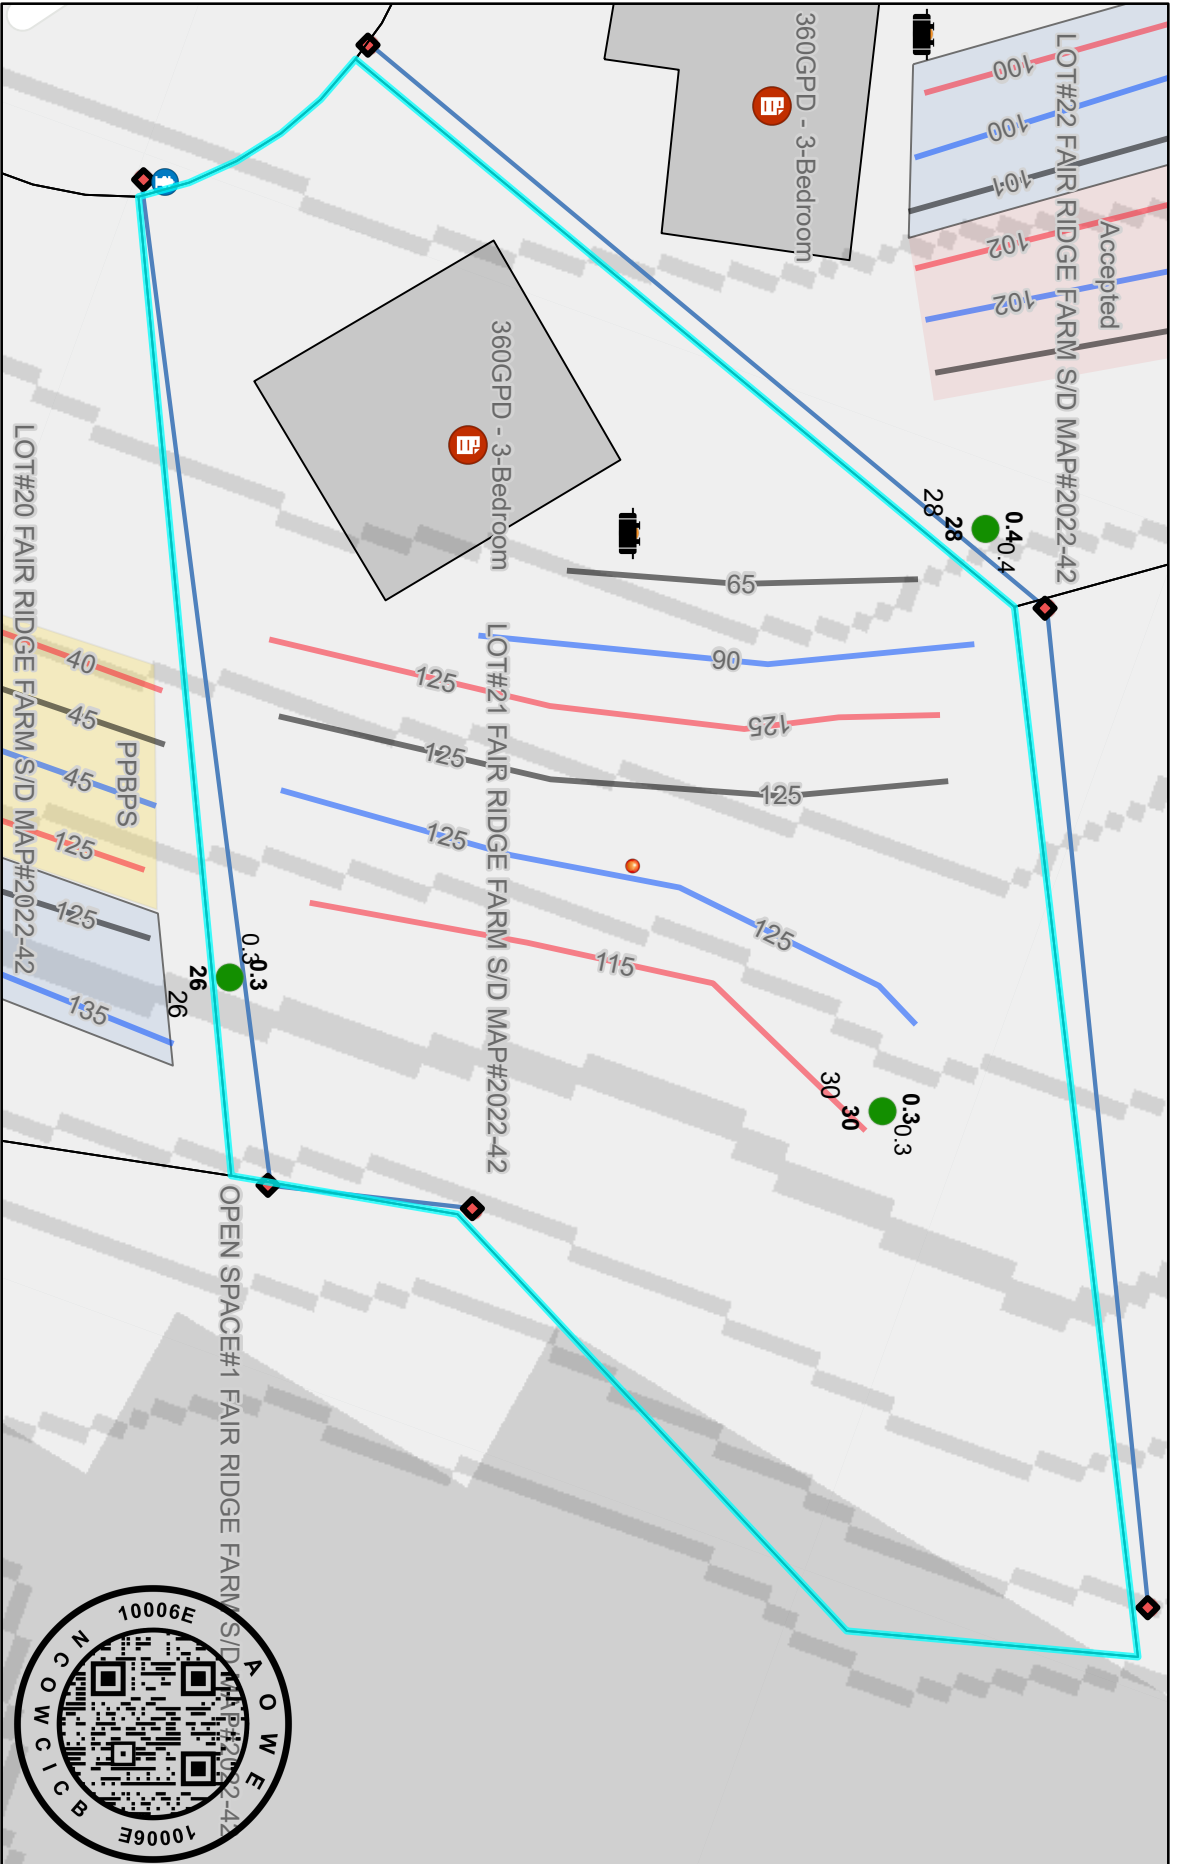 360GPD - 3-Bedroom
100
100
101
102
102
LOT#22 FAIR RIDGE FARM S/D MAP#2022-42
Accepted
360GPD - 3-Bedroom
28
28
0.4
0.4
65
90
125
125
125
125
125
125
115
LOT#21 FAIR RIDGE FARM S/D MAP#2022-42
LOT#20 FAIR RIDGE FARM S/D MAP#2022-42
40
45
PPBPS
45
125
125
135
0.3
0.3
26
26
30
30
0.3
0.3
OPEN SPACE#1 FAIR RIDGE FARM S/D MAP#2022-42
10006E
AOWE
NCOWCICB
10006E